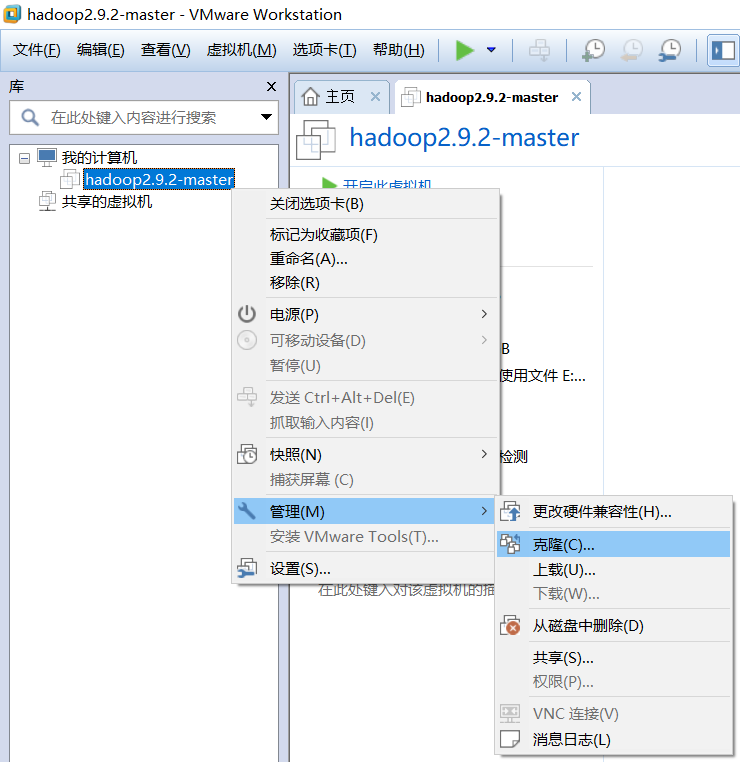 hadoop2.9.2-master - VMware Workstation
文件(F) 编辑(E) 查看(V) 虚拟机(M) 选项卡(T) 帮助(H)
库
在此处键入内容进行搜索
我的计算机
hadoop2.9.2-master
共享的虚拟机
主页 hadoop2.9.2-master
hadoop2.9.2-master
开启此虚拟机
关闭选项卡(B)
标记为收藏项(F)
重命名(A)...
移除(R)
电源(P)
可移动设备(D)
暂停(U)
发送 Ctrl+Alt+Del(E)
抓取输入内容(I)
快照(N)
捕获屏幕 (C)
管理(M)
安装 VMware Tools(T)...
设置(S)...
B
使用文件 E:...
检测
在此处键入对该虚拟机的描
更改硬件兼容性(H)...
克隆(C)...
上载(U)...
下载(W)...
从磁盘中删除(D)
共享(S)...
权限(P)...
VNC 连接(V)
消息日志(L)